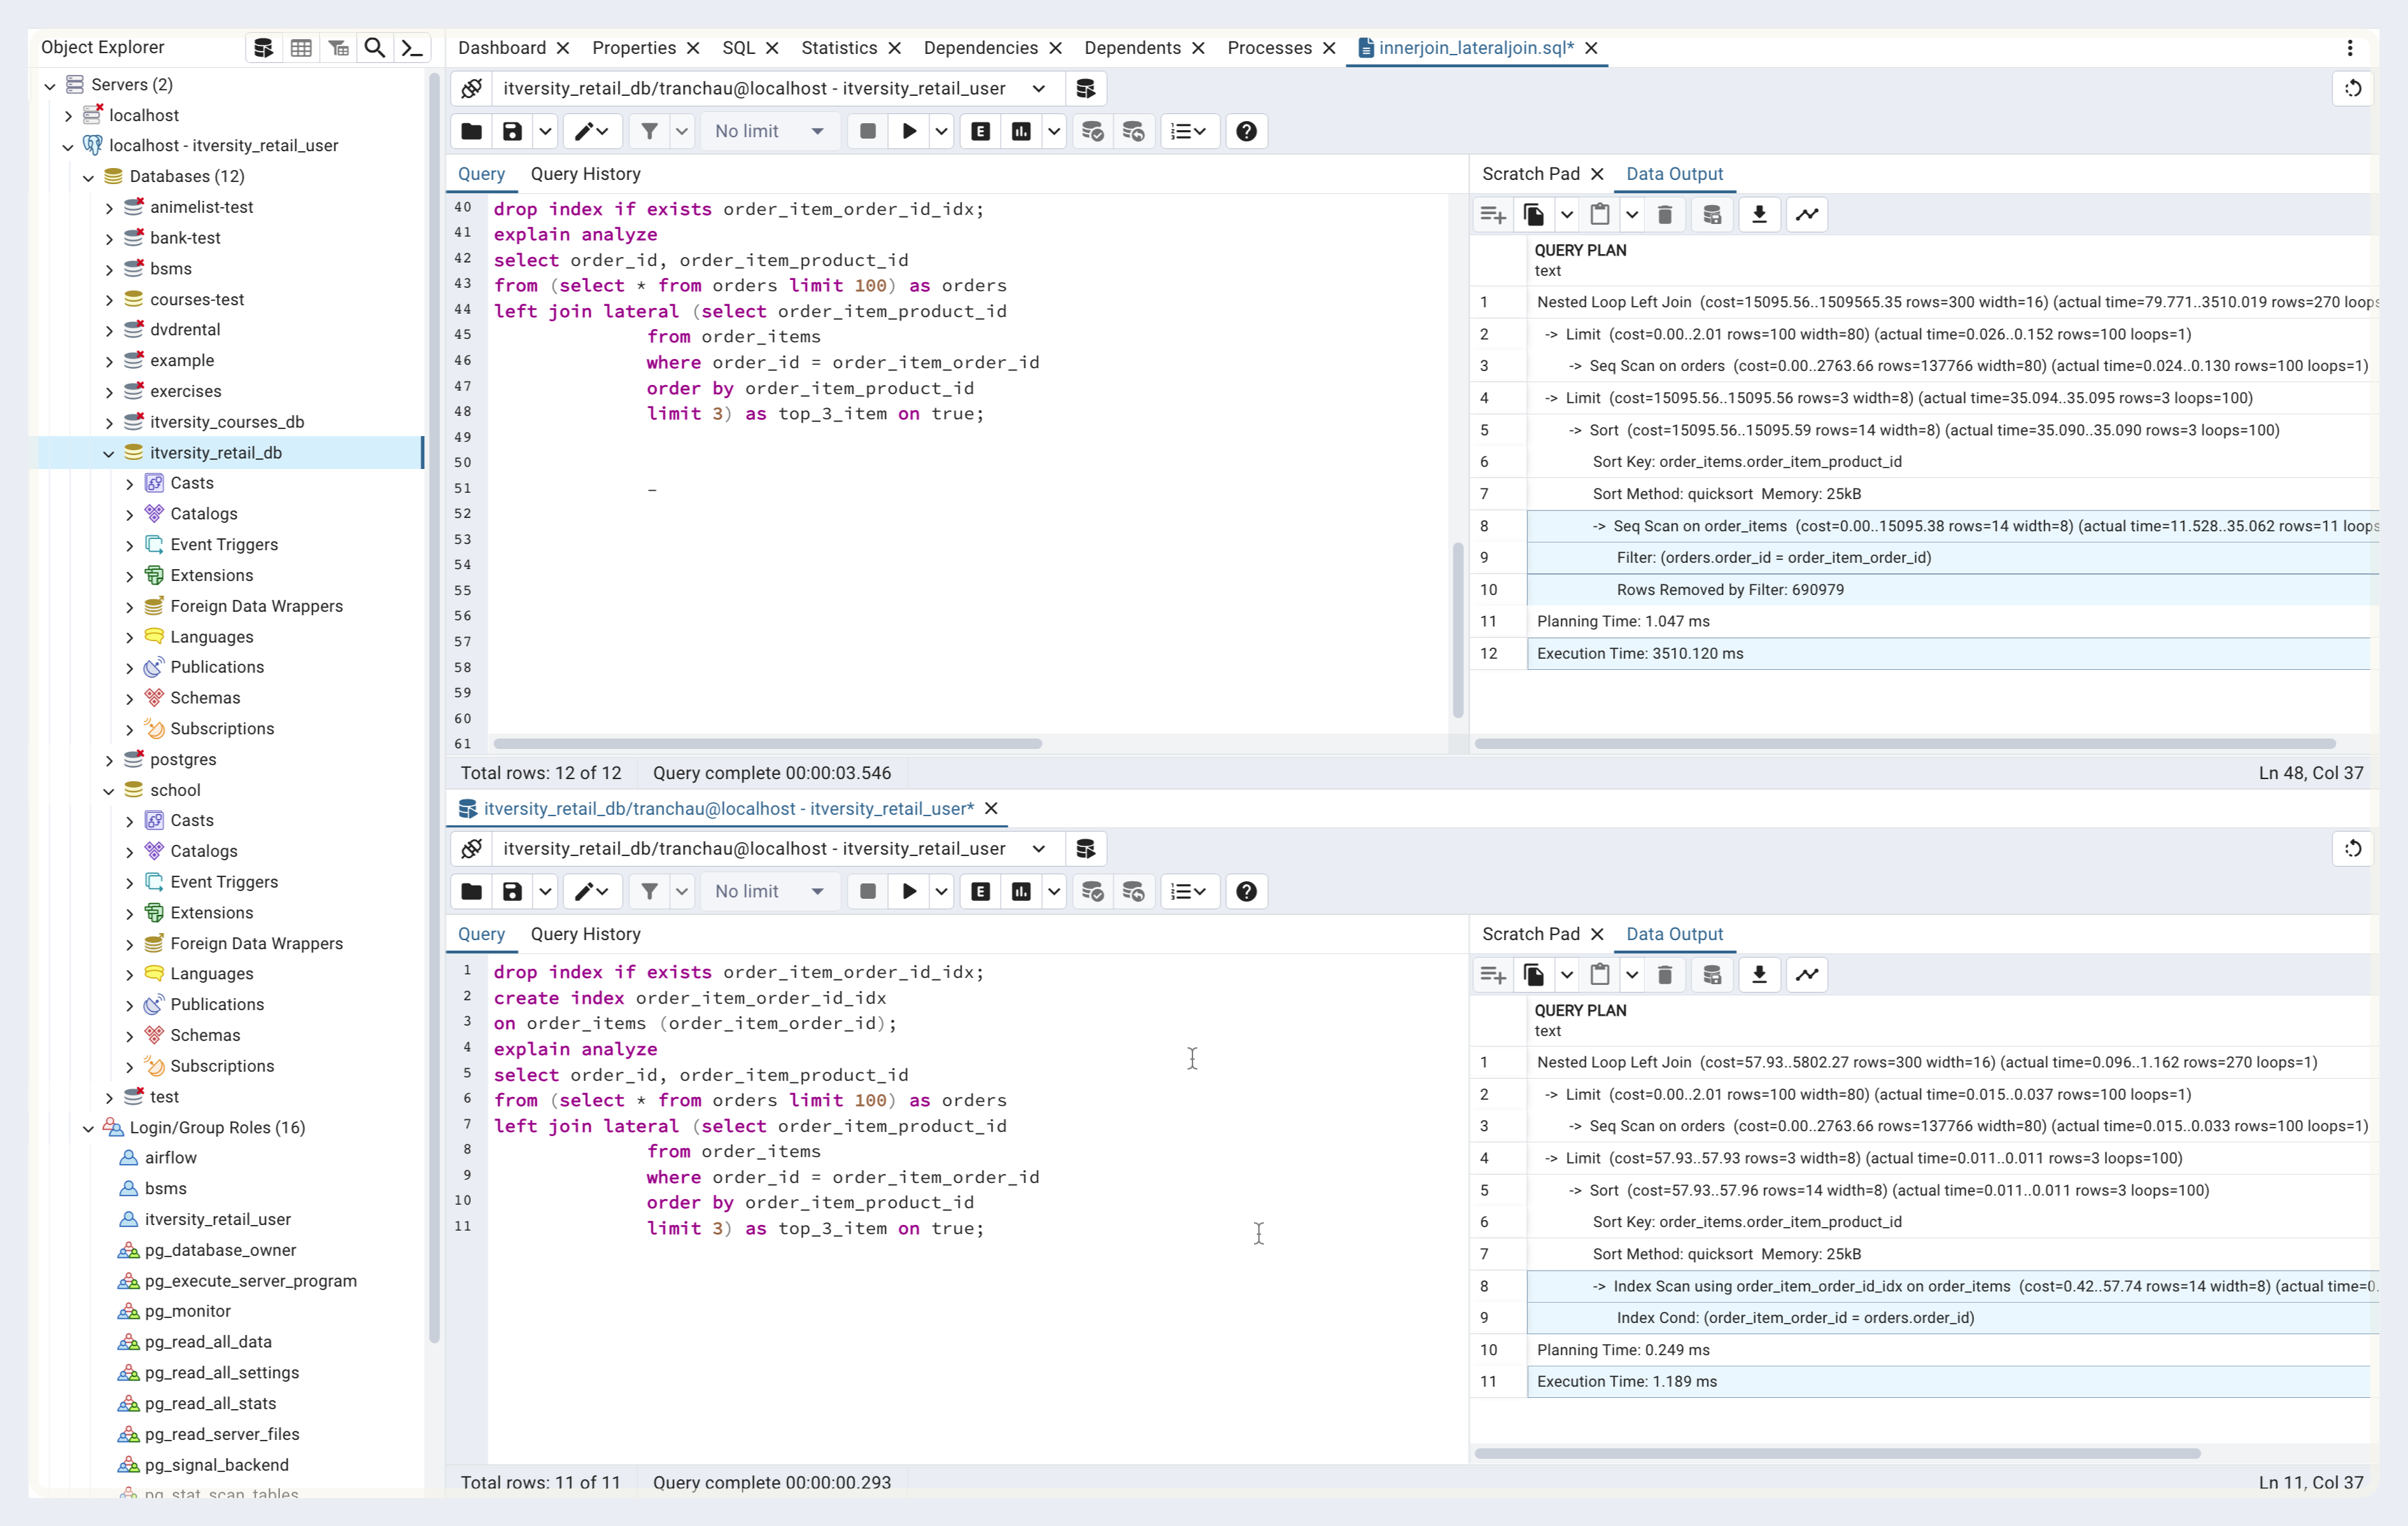 Object Explorer
Servers (2)
localhost
localhost - itversity_retail_user
Databases (12)
animelist-test
bank-test
bsms
courses-test
dvdrental
example
exercises
itversity_courses_db
itversity_retail_db
Casts
Catalogs
Event Triggers
Extensions
Foreign Data Wrappers
Languages
Publications
Schemas
Subscriptions
postgres
school
Casts
Catalogs
Event Triggers
Extensions
Foreign Data Wrappers
Languages
Publications
Schemas
Subscriptions
test
Login/Group Roles (16)
airflow
bsms
itversity_retail_user
pg_database_owner
pg_execute_server_program
pg_monitor
pg_read_all_data
pg_read_all_settings
pg_read_all_stats
pg_read_server_files
pg_signal_backend
pg_stat_scan_tables
Dashboard Properties SQL Statistics Dependencies Dependents Processes innerjoin_lateraljoin.sql*
itversity_retail_db/tranchau@localhost - itversity_retail_user
No limit
Query Query History
40 drop index if exists order_item_order_id_idx;
41 explain analyze
42 select order_id, order_item_product_id
43 from (select * from orders limit 100) as orders
44 left join lateral (select order_item_product_id
45 from order_items
46 where order_id = order_item_order_id
47 order by order_item_product_id
48 limit 3) as top_3_item on true;
49
50
51 –
52
53
54
55
56
57
58
59
60
61
Scratch Pad Data Output
QUERY PLAN
text
1 Nested Loop Left Join (cost=15095.56..1509565.35 rows=300 width=16) (actual time=79.771..3510.019 rows=270 loops
2 -> Limit (cost=0.00..2.01 rows=100 width=80) (actual time=0.026..0.152 rows=100 loops=1)
3 -> Seq Scan on orders (cost=0.00..2763.66 rows=137766 width=80) (actual time=0.024..0.130 rows=100 loops=1)
4 -> Limit (cost=15095.56..15095.56 rows=3 width=8) (actual time=35.094..35.095 rows=3 loops=100)
5 -> Sort (cost=15095.56..15095.59 rows=14 width=8) (actual time=35.090..35.090 rows=3 loops=100)
6 Sort Key: order_items.order_item_product_id
7 Sort Method: quicksort Memory: 25kB
8 -> Seq Scan on order_items (cost=0.00..15095.38 rows=14 width=8) (actual time=11.528..35.062 rows=11 loops
9 Filter: (orders.order_id = order_item_order_id)
10 Rows Removed by Filter: 690979
11 Planning Time: 1.047 ms
12 Execution Time: 3510.120 ms
Total rows: 12 of 12 Query complete 00:00:03.546 Ln 48, Col 37
itversity_retail_db/tranchau@localhost - itversity_retail_user*
itversity_retail_db/tranchau@localhost - itversity_retail_user
No limit
Query Query History
1 drop index if exists order_item_order_id_idx;
2 create index order_item_order_id_idx
3 on order_items (order_item_order_id);
4 explain analyze
5 select order_id, order_item_product_id
6 from (select * from orders limit 100) as orders
7 left join lateral (select order_item_product_id
8 from order_items
9 where order_id = order_item_order_id
10 order by order_item_product_id
11 limit 3) as top_3_item on true;
Scratch Pad Data Output
QUERY PLAN
text
1 Nested Loop Left Join (cost=57.93..5802.27 rows=300 width=16) (actual time=0.096..1.162 rows=270 loops=1)
2 -> Limit (cost=0.00..2.01 rows=100 width=80) (actual time=0.015..0.037 rows=100 loops=1)
3 -> Seq Scan on orders (cost=0.00..2763.66 rows=137766 width=80) (actual time=0.015..0.033 rows=100 loops=1)
4 -> Limit (cost=57.93..57.93 rows=3 width=8) (actual time=0.011..0.011 rows=3 loops=100)
5 -> Sort (cost=57.93..57.96 rows=14 width=8) (actual time=0.011..0.011 rows=3 loops=100)
6 Sort Key: order_items.order_item_product_id
7 Sort Method: quicksort Memory: 25kB
8 -> Index Scan using order_item_order_id_idx on order_items (cost=0.42..57.74 rows=14 width=8) (actual time=0.
9 Index Cond: (order_item_order_id = orders.order_id)
10 Planning Time: 0.249 ms
11 Execution Time: 1.189 ms
Total rows: 11 of 11 Query complete 00:00:00.293 Ln 11, Col 37